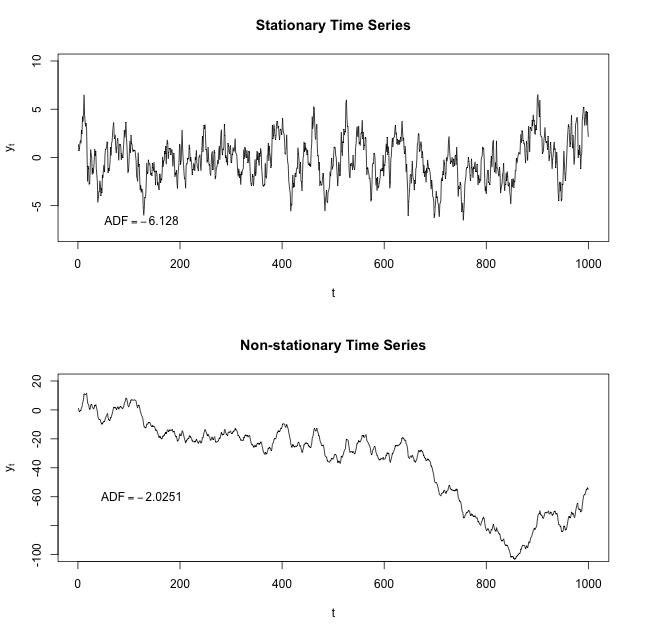 Stationary Time Series
10
5
0
-5
yt
ADF = −6.128
0 200 400 600 800 1000
t
Non-stationary Time Series
20
0
-20
-40
-60
-100
yt
ADF = −2.0251
0 200 400 600 800 1000
t